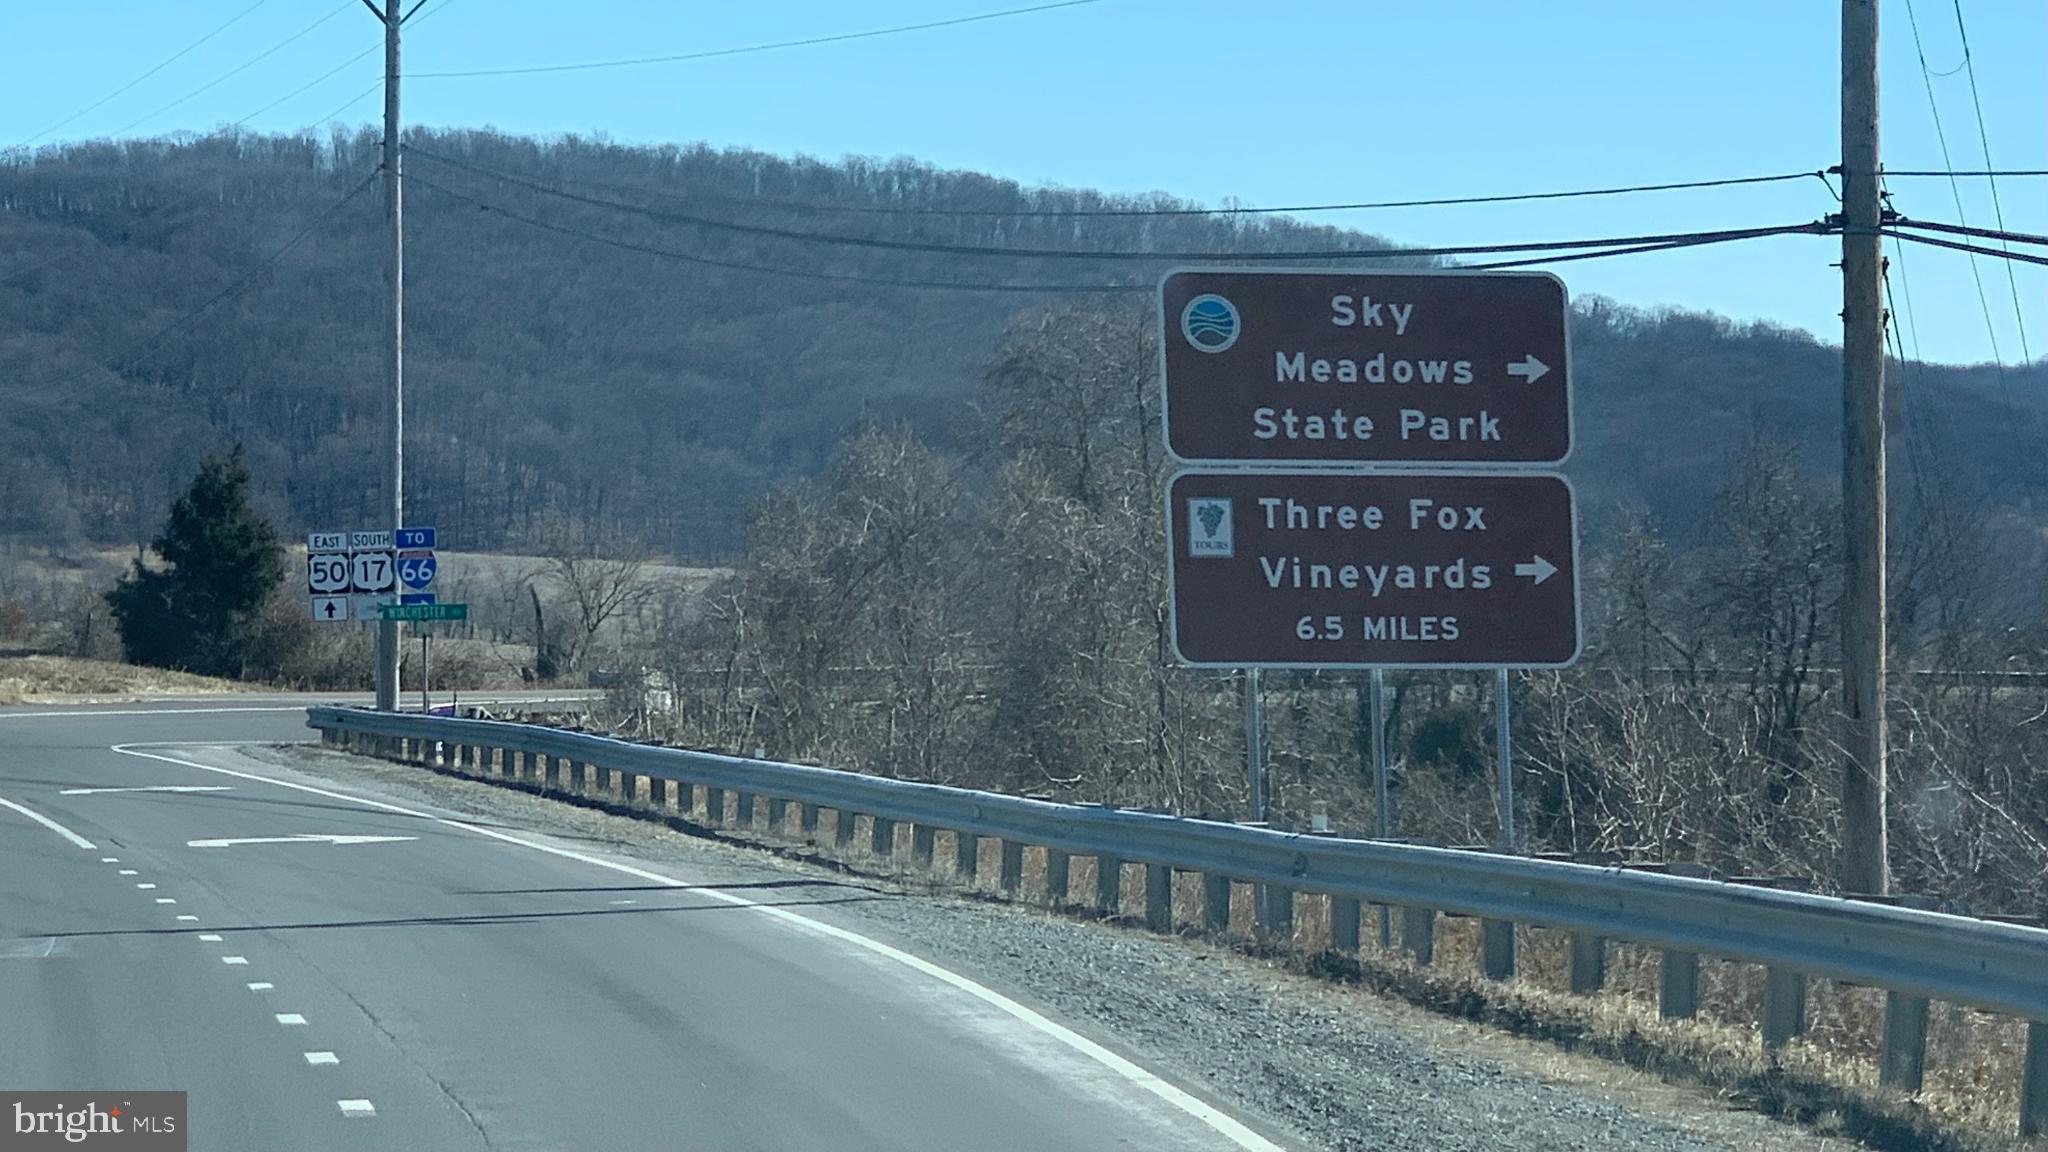 Sky
Meadows
State Park
Three Fox
Vineyards
6.5 MILES
TOURS
EAST
SOUTH
TO
50
17
66
WINCHESTER
bright MLS